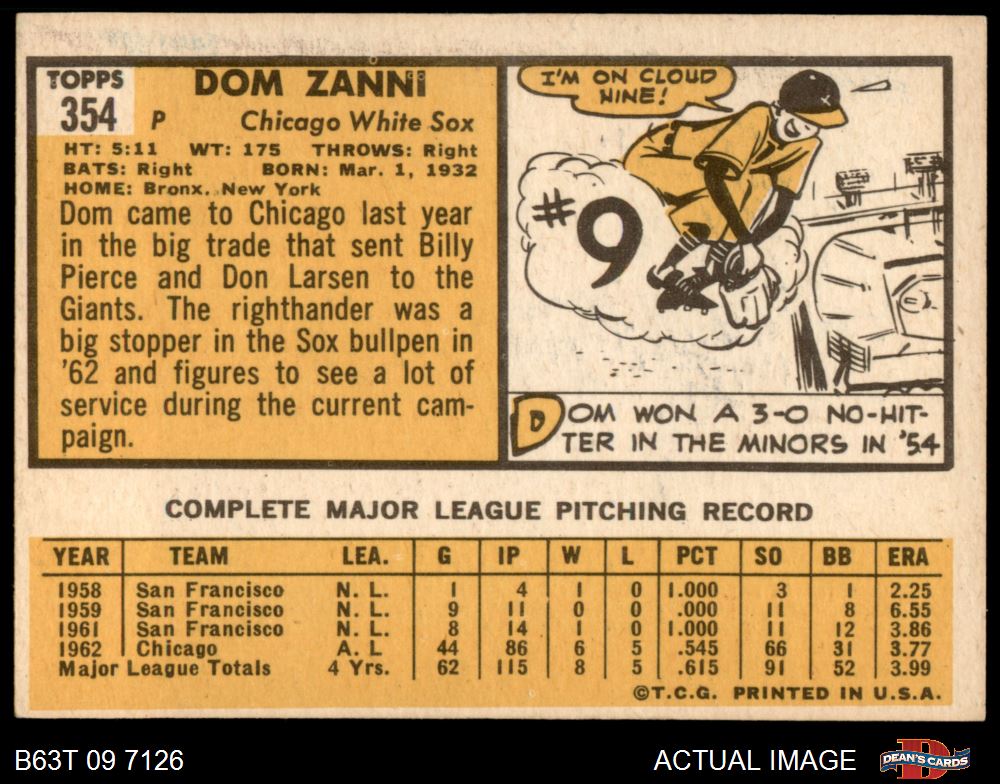 TOPPS
354
DOM ZANNI
P Chicago White Sox
HT: 5:11 WT: 175 THROWS: Right
BATS: Right BORN: Mar. 1, 1932
HOME: Bronx, New York
Dom came to Chicago last year
in the big trade that sent Billy
Pierce and Don Larsen to the
Giants. The righthander was a
big stopper in the Sox bullpen in
'62 and figures to see a lot of
service during the current cam-
paign.
I'M ON CLOUD
NINE!
#9
DOM WON A 3-0 NO-HIT-
TER IN THE MINORS IN '54
COMPLETE MAJOR LEAGUE PITCHING RECORD
YEAR TEAM LEA. G IP W L PCT SO BB ERA
1958 San Francisco N. L. 1 4 1 0 1.000 3 1 2.25
1959 San Francisco N. L. 9 11 0 0 .000 11 8 6.55
1961 San Francisco N. L. 8 14 1 0 1.000 11 12 3.86
1962 Chicago A. L 44 86 6 5 .545 66 31 3.77
Major League Totals 4 Yrs. 62 115 8 5 .615 91 52 3.99
©T.C.G. PRINTED IN U.S.A.
B63T 09 7126 ACTUAL IMAGE
D
DEAN'S CARDS